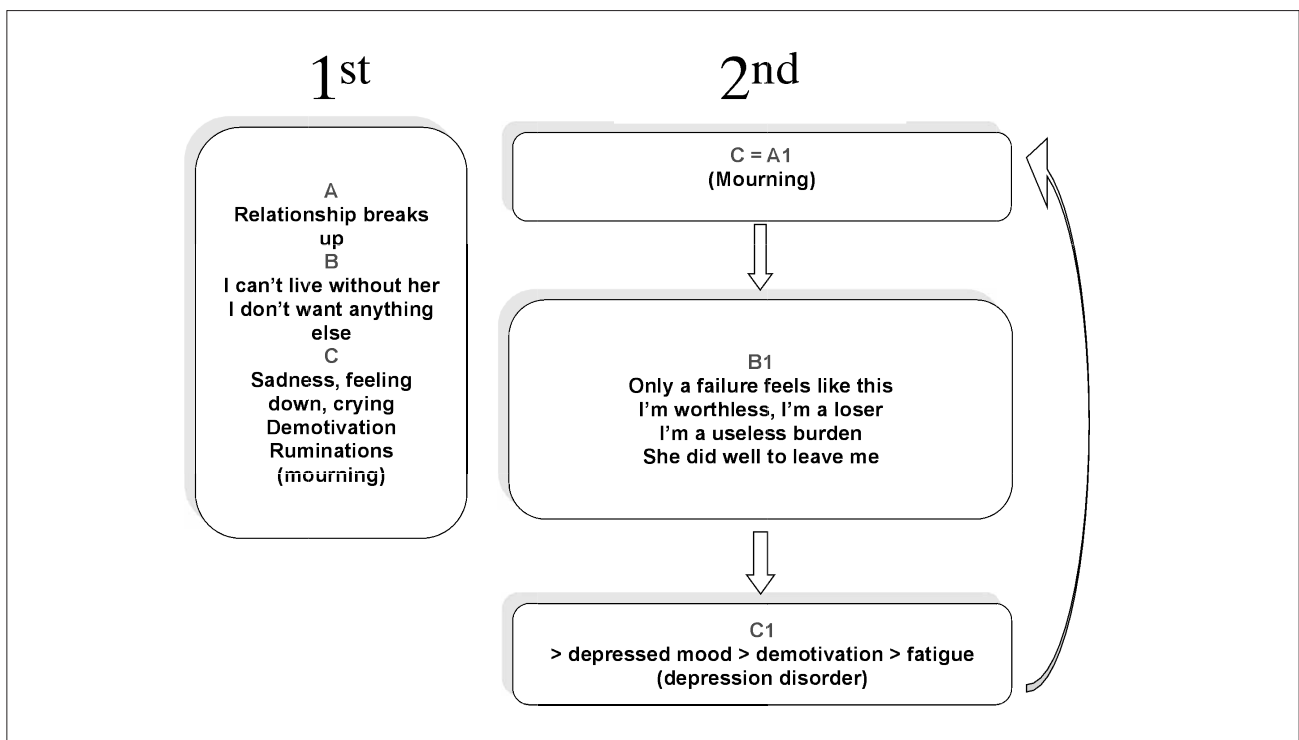 1st
A
Relationship breaks
up
B
I can't live without her
I don't want anything
else
C
Sadness, feeling
down, crying
Demotivation
Ruminations
(mourning)
2nd
C = A1
(Mourning)
B1
Only a failure feels like this
I'm worthless, I'm a loser
I'm a useless burden
She did well to leave me
C1
> depressed mood > demotivation > fatigue
(depression disorder)